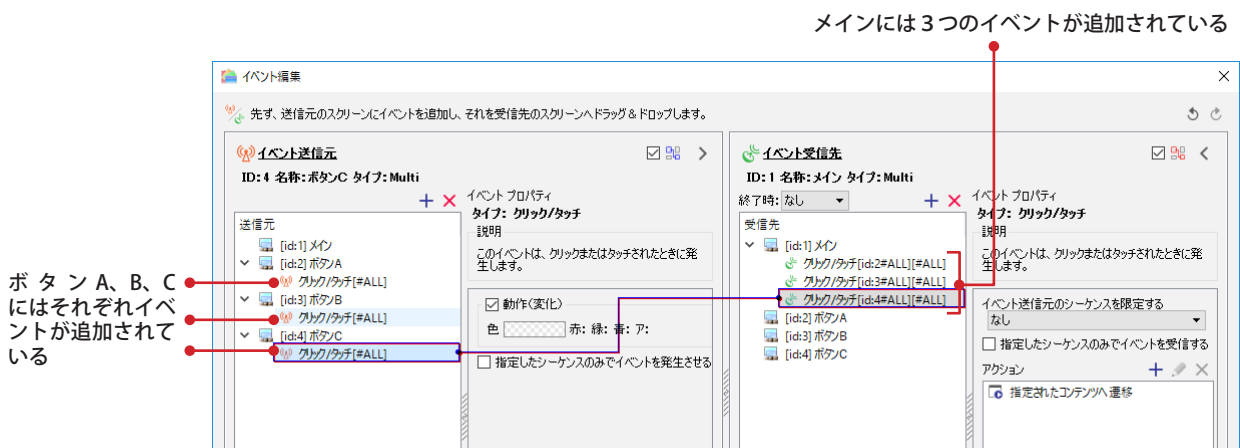 メインには３つのイベントが追加されている
イベント編集
先ず、送信元のスクリーンにイベントを追加し、それを受信先のスクリーンへドラッグ＆ドロップします。
イベント送信元
ID:4 名称:ボタンC タイプ:Multi
イベント プロパティ
タイプ: クリック/タッチ
説明
このイベントは、クリックまたはタッチされたときに発
生します。
送信元
[id:1] メイン
[id:2] ボタンA
クリック/タッチ[#ALL]
[id:3] ボタンB
クリック/タッチ[#ALL]
[id:4] ボタンC
クリック/タッチ[#ALL]
動作(変化)
色 赤: 緑: 青: ア:
指定したシーケンスのみでイベントを発生させる
ボタンA、B、C
にはそれぞれイベ
ントが追加されて
いる
イベント受信先
ID:1 名称:メイン タイプ:Multi
終了時: なし
受信先
[id:1] メイン
クリック/タッチ[id:2#ALL][#ALL]
クリック/タッチ[id:3#ALL][#ALL]
クリック/タッチ[id:4#ALL][#ALL]
[id:2] ボタンA
[id:3] ボタンB
[id:4] ボタンC
イベント プロパティ
タイプ: クリック/タッチ
説明
このイベントは、クリックまたはタッチされたときに発
生します。
イベント送信元のシーケンスを限定する
なし
指定したシーケンスのみでイベントを受信する
アクション
指定されたコンテンツへ遷移